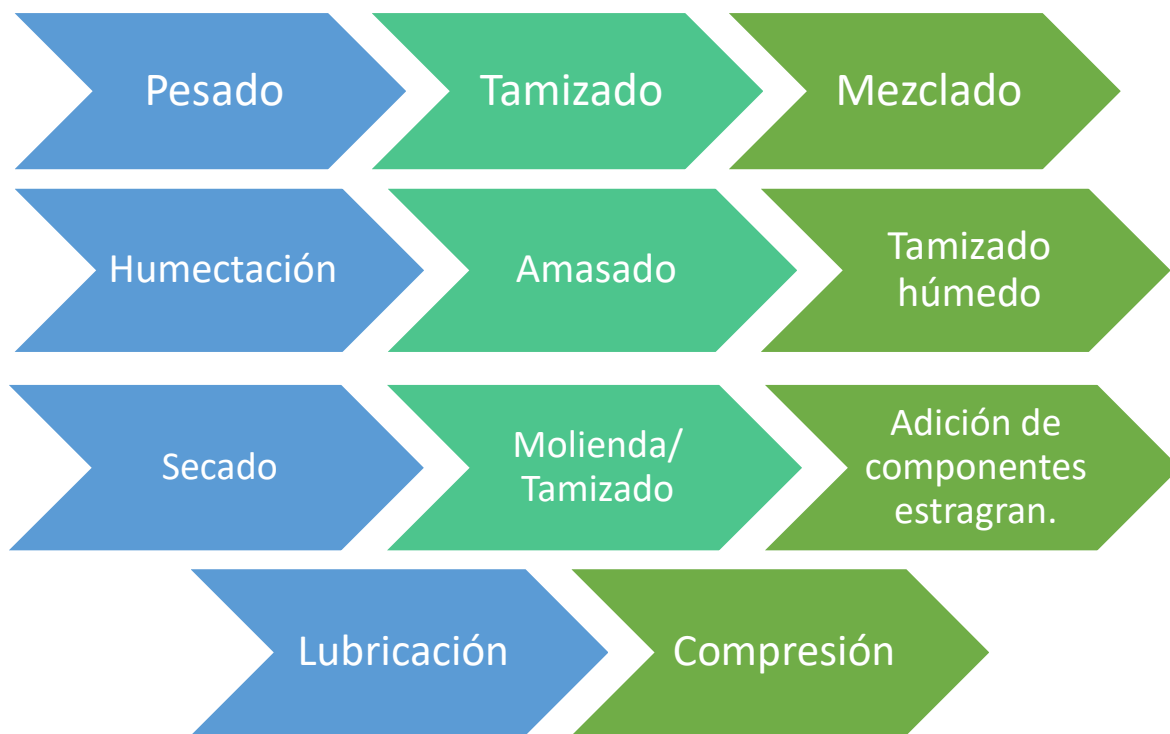 Pesado
Tamizado
Mezclado
Humectación
Amasado
Tamizado
húmedo
Secado
Molienda/
Tamizado
Adición de
componentes
estragran.
Lubricación
Compresión